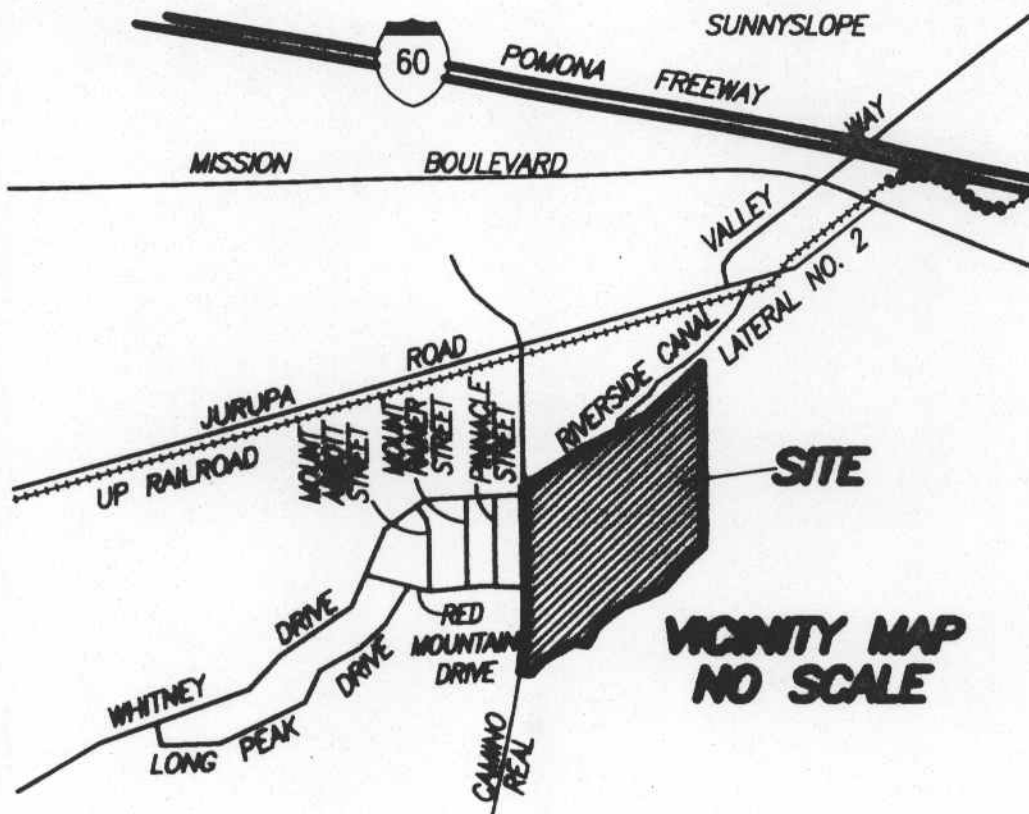 SUNNYSLOPE
60
POMONA FREEWAY
MISSION BOULEVARD
VALLEY WAY
LATERAL NO. 2
RIVERSIDE CANAL
JURUPA ROAD
UP RAILROAD
MOUNT
STREET
MOUNT
STREET
PINNACLE
STREET
SITE
RED
MOUNTAIN
DRIVE
WHITNEY DRIVE
LONG PEAK DRIVE
CAMINO
REAL
VICINITY MAP
NO SCALE